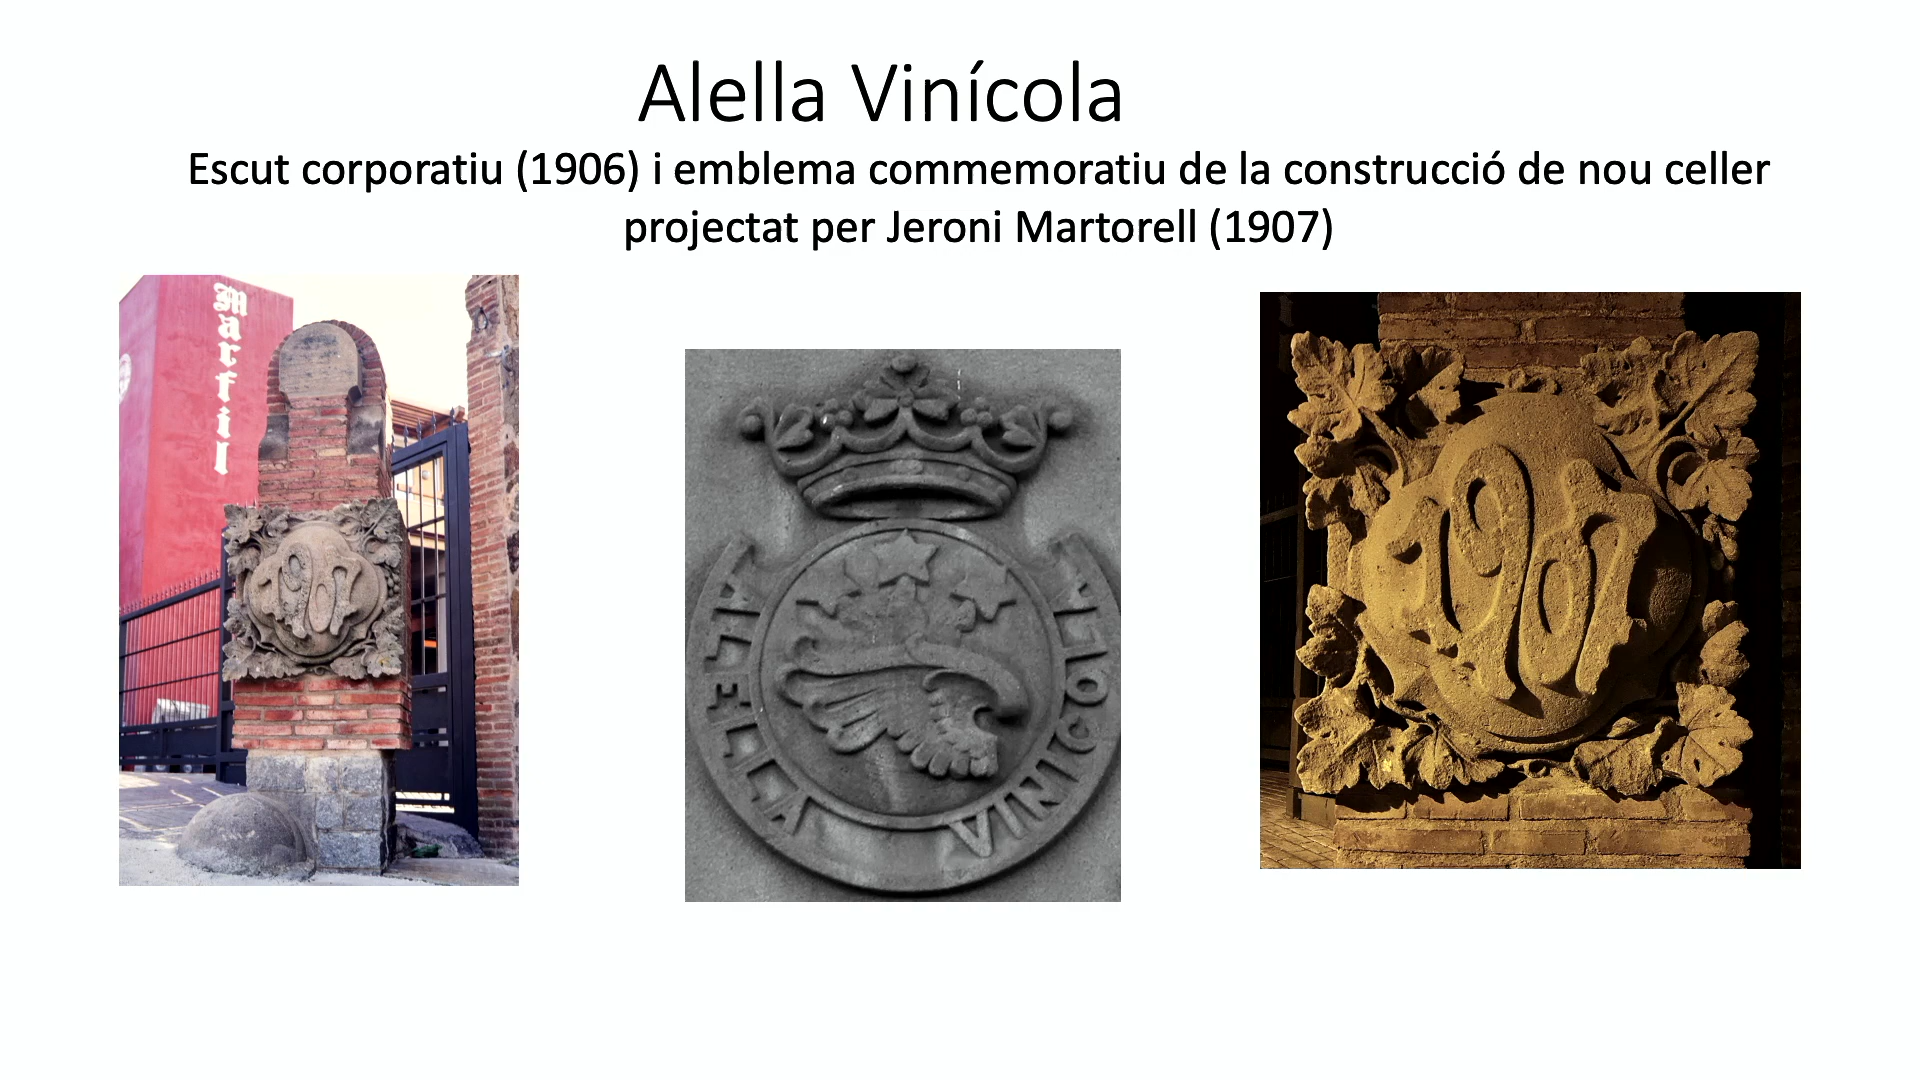 Alella Vinícola
Escut corporatiu (1906) i emblema commemoratiu de la construcció de nou celler
projectat per Jeroni Martorell (1907)
Marfil
1907
ALELLA VINICOLA
1907